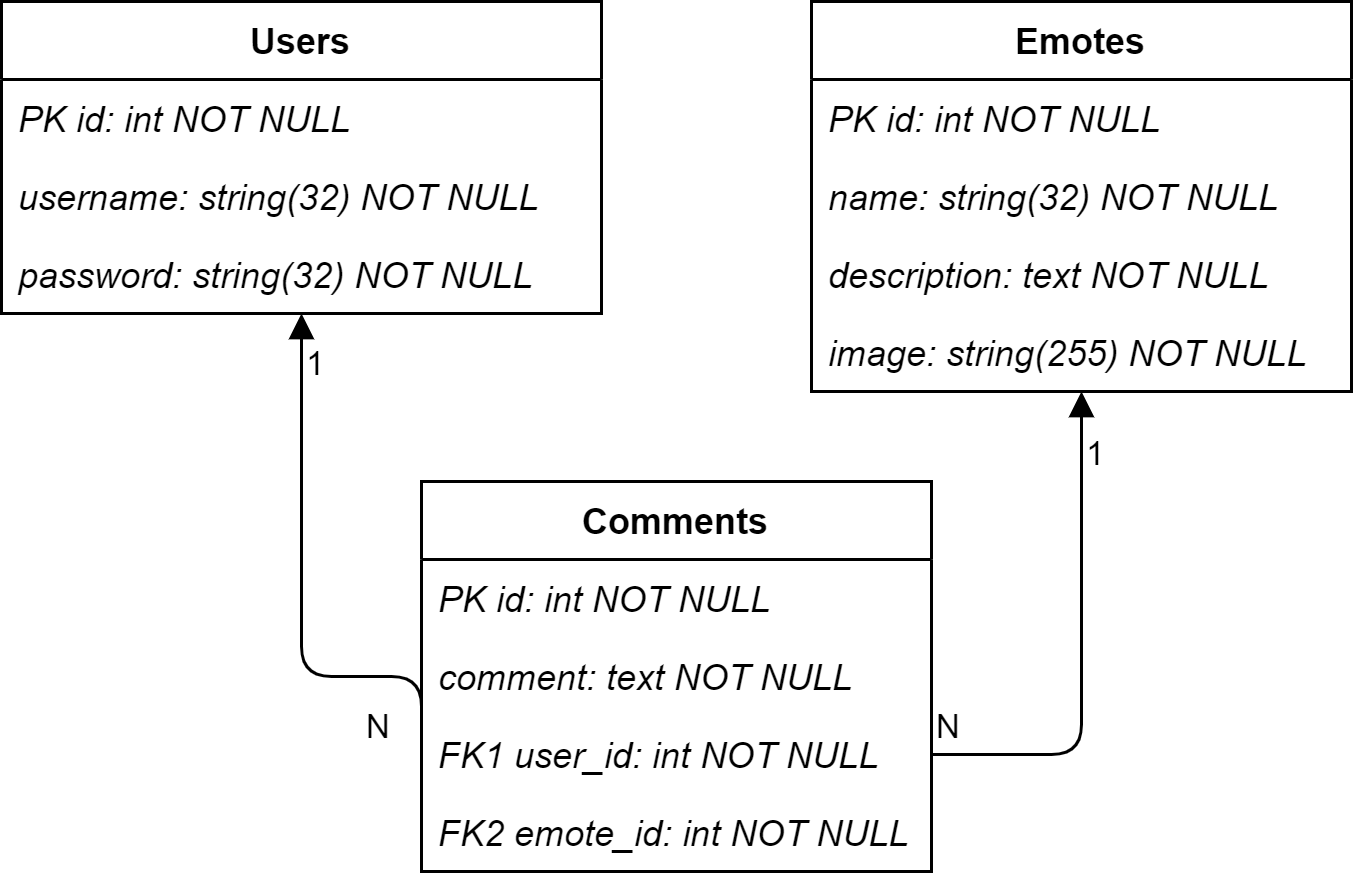 Users
PK id: int NOT NULL
username: string(32) NOT NULL
password: string(32) NOT NULL
1
Emotes
PK id: int NOT NULL
name: string(32) NOT NULL
description: text NOT NULL
image: string(255) NOT NULL
1
Comments
PK id: int NOT NULL
comment: text NOT NULL
FK1 user_id: int NOT NULL
FK2 emote_id: int NOT NULL
N
N